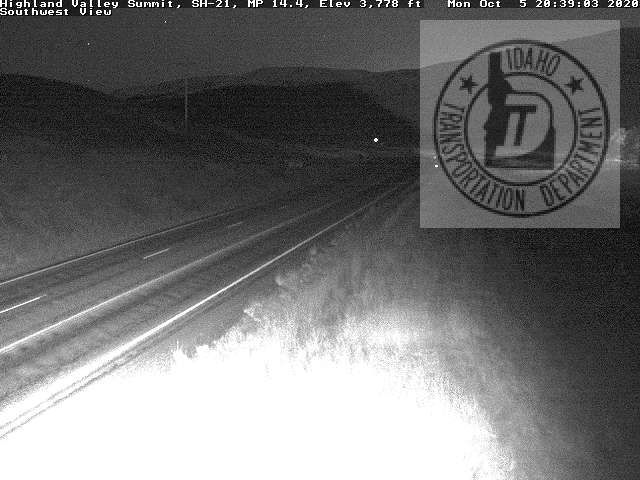 Highland Valley Summit, SH-21, MP 14.4, Elev 3,778 ft   Mon Oct  5 20:39:03 2020
Southwest View
IDAHO
TRANSPORTATION DEPARTMENT